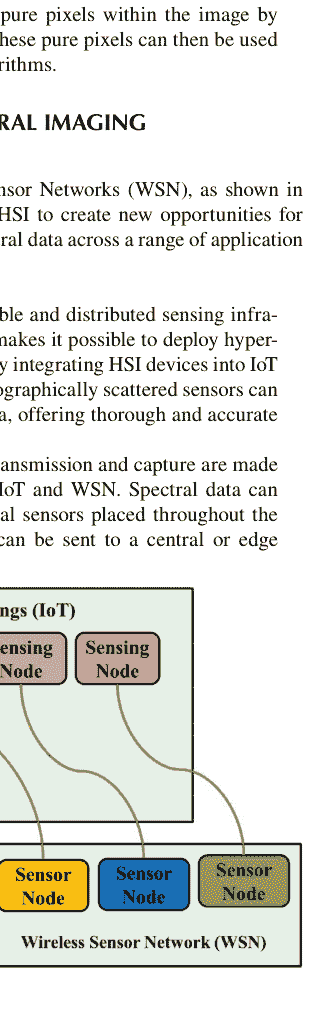 pure pixels within the image by
hese pure pixels can then be used
rithms.
RAL IMAGING
nsor Networks (WSN), as shown in
HSI to create new opportunities for
ral data across a range of application
ble and distributed sensing infra-
makes it possible to deploy hyper-
y integrating HSI devices into IoT
ographically scattered sensors can
a, offering thorough and accurate
ransmission and capture are made
IoT and WSN. Spectral data can
al sensors placed throughout the
can be sent to a central or edge
ngs (IoT)
ensing Sensing
Node Node
Sensor Sensor Sensor
Node Node Node
Wireless Sensor Network (WSN)